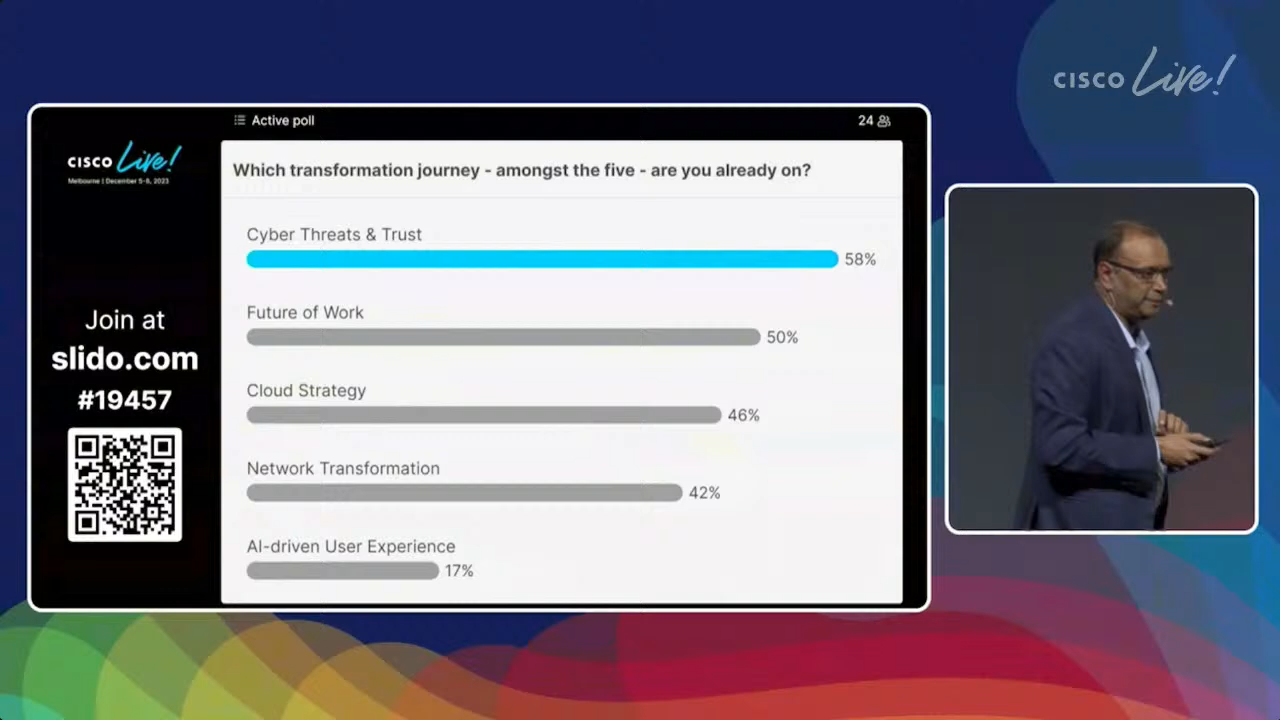 CISCO Live!
Active poll
24
CISCO Live!
Melbourne | December 5-8, 2023
Which transformation journey - amongst the five - are you already on?
Cyber Threats & Trust
58%
Future of Work
50%
Cloud Strategy
46%
Network Transformation
42%
AI-driven User Experience
17%
Join at
slido.com
#19457